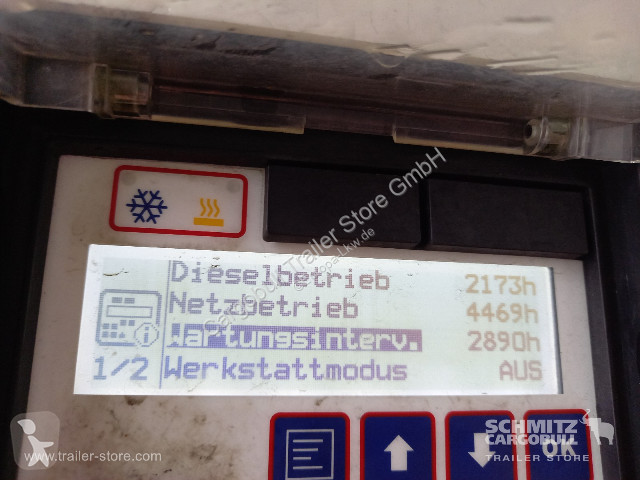 Dieselbetrieb 2173h
Netzbetrieb 4469h
Wartungsinterv. 2890h
1/2 Werkstattmodus AUS
OK
Cargobull Trailer Store GmbH
SCHMITZ
CARGOBULL
TRAILER STORE
www.trailer-store.com